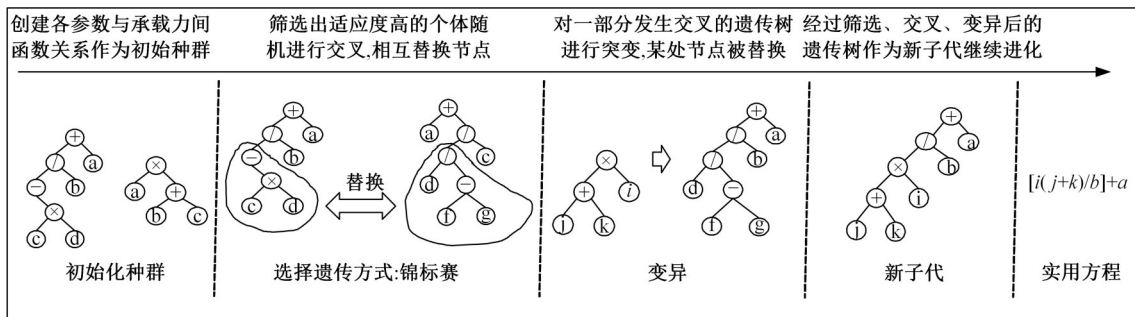 创建各参数与承载力间
函数关系作为初始种群
筛选出适应度高的个体随
机进行交叉,相互替换节点
对一部分发生交叉的遗传树
进行突变,某处节点被替换
经过筛选、交叉、变异后的
遗传树作为新子代继续进化
+
/ a
− b
×
c d
×
a +
b c
初始化种群
+
/ a
− b
×
c d
替换
+
a /
/ c
d −
f g
选择遗传方式:锦标赛
×
+ i
j k
+
/ a
/ b
d −
f g
变异
+
/ a
× b
+ i
j k
新子代
[i(j+k)/b]+a
实用方程